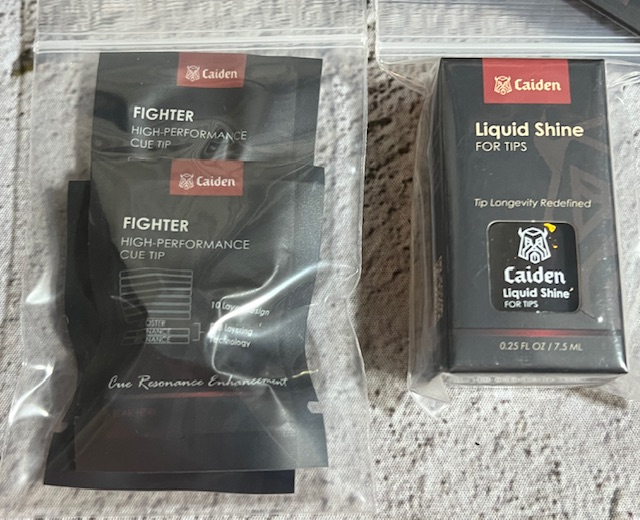 Caiden
FIGHTER
HIGH-PERFORMANCE
CUE TIP
Caiden
FIGHTER
HIGH-PERFORMANCE
CUE TIP
10 Layer Design
Layering
Technology
Cue Resonance Enhancement
Caiden
Liquid Shine
FOR TIPS
Tip Longevity Redefined
Caiden
Liquid Shine
FOR TIPS
0.25 FL OZ / 7.5 ML